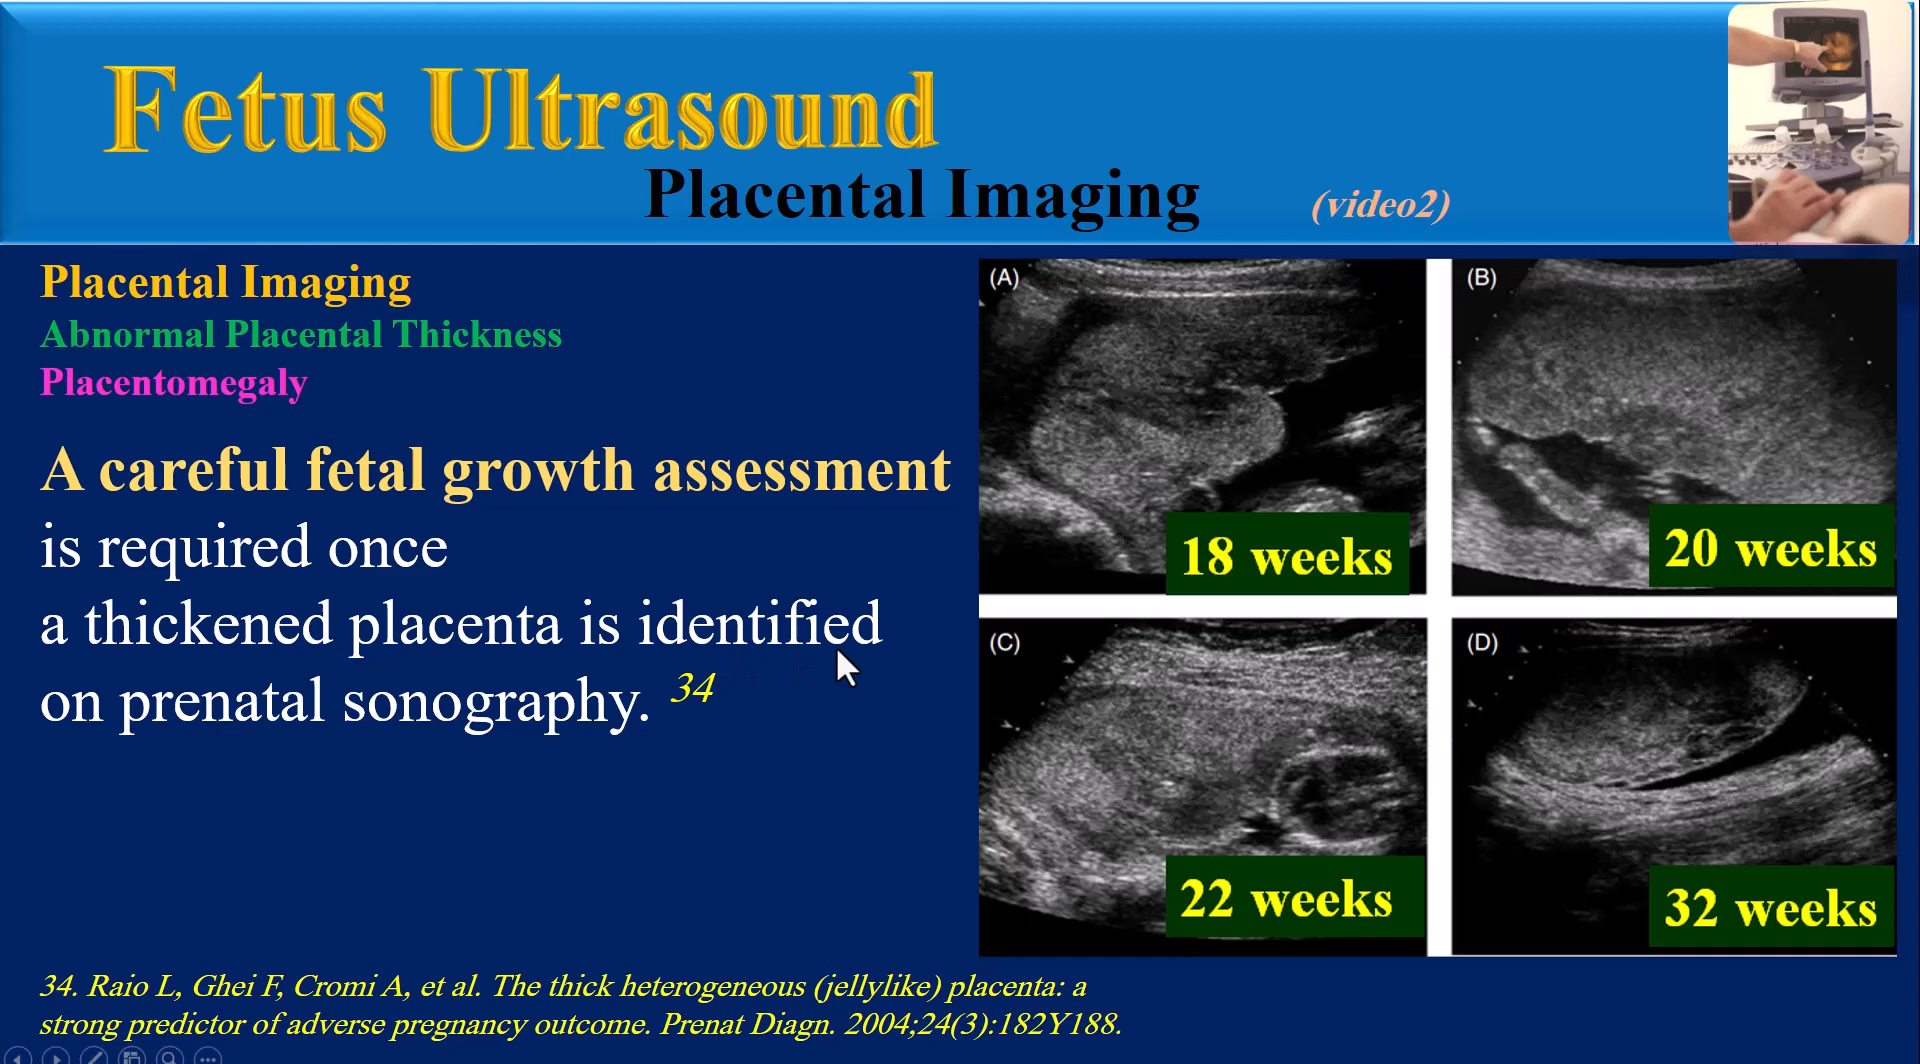 Fetus Ultrasound
Placental Imaging
(video2)
Placental Imaging
Abnormal Placental Thickness
Placentomegaly
A careful fetal growth assessment
is required once
a thickened placenta is identified
on prenatal sonography. 34
(A)
18 weeks
(B)
20 weeks
(C)
22 weeks
(D)
32 weeks
34. Raio L, Ghei F, Cromi A, et al. The thick heterogeneous (jellylike) placenta: a
strong predictor of adverse pregnancy outcome. Prenat Diagn. 2004;24(3):182Y188.